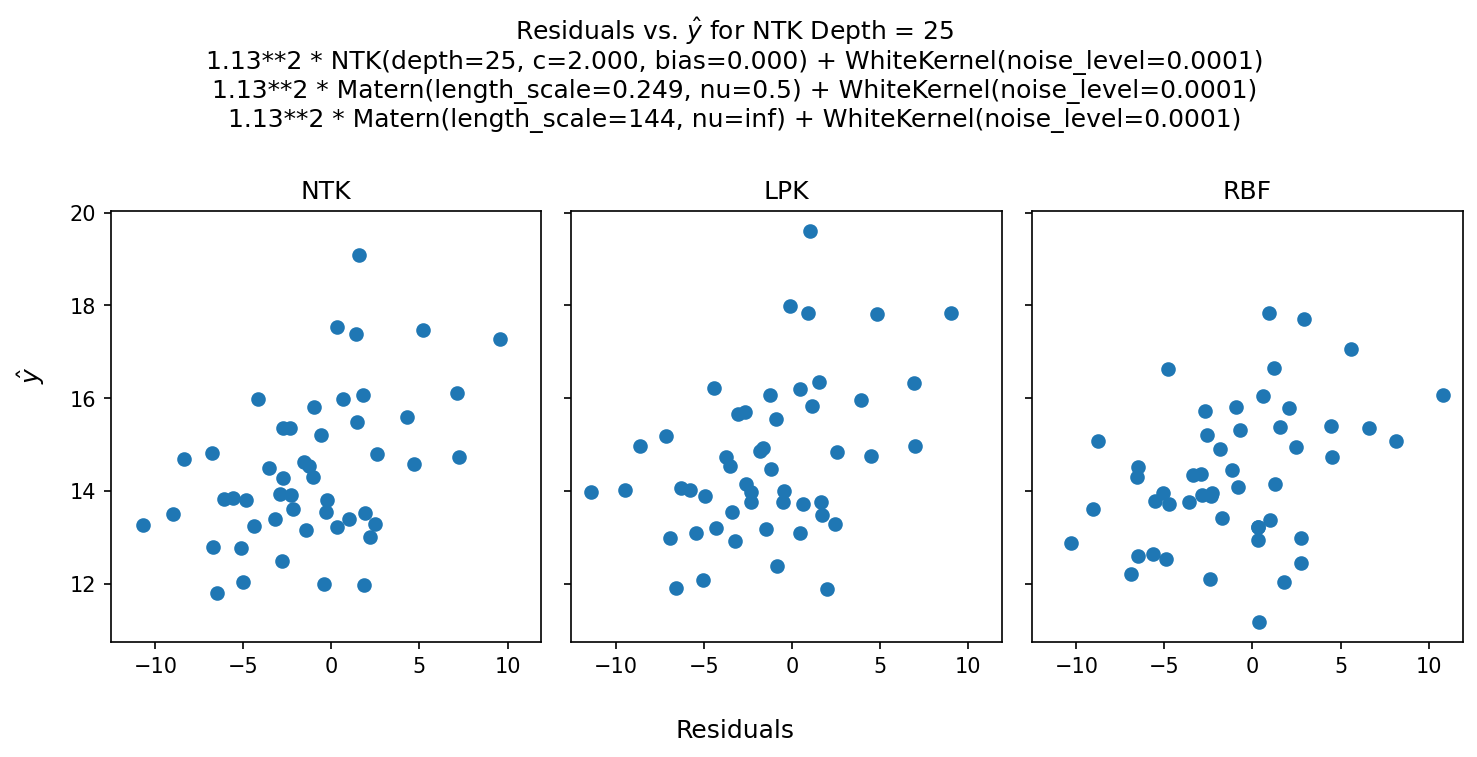 Residuals vs. ŷ for NTK Depth = 25
1.13**2 * NTK(depth=25, c=2.000, bias=0.000) + WhiteKernel(noise_level=0.0001)
1.13**2 * Matern(length_scale=0.249, nu=0.5) + WhiteKernel(noise_level=0.0001)
1.13**2 * Matern(length_scale=144, nu=inf) + WhiteKernel(noise_level=0.0001)
NTK LPK RBF
20
18
16
14
12
ŷ
−10 −5 0 5 10 −10 −5 0 5 10 −10 −5 0 5 10
Residuals